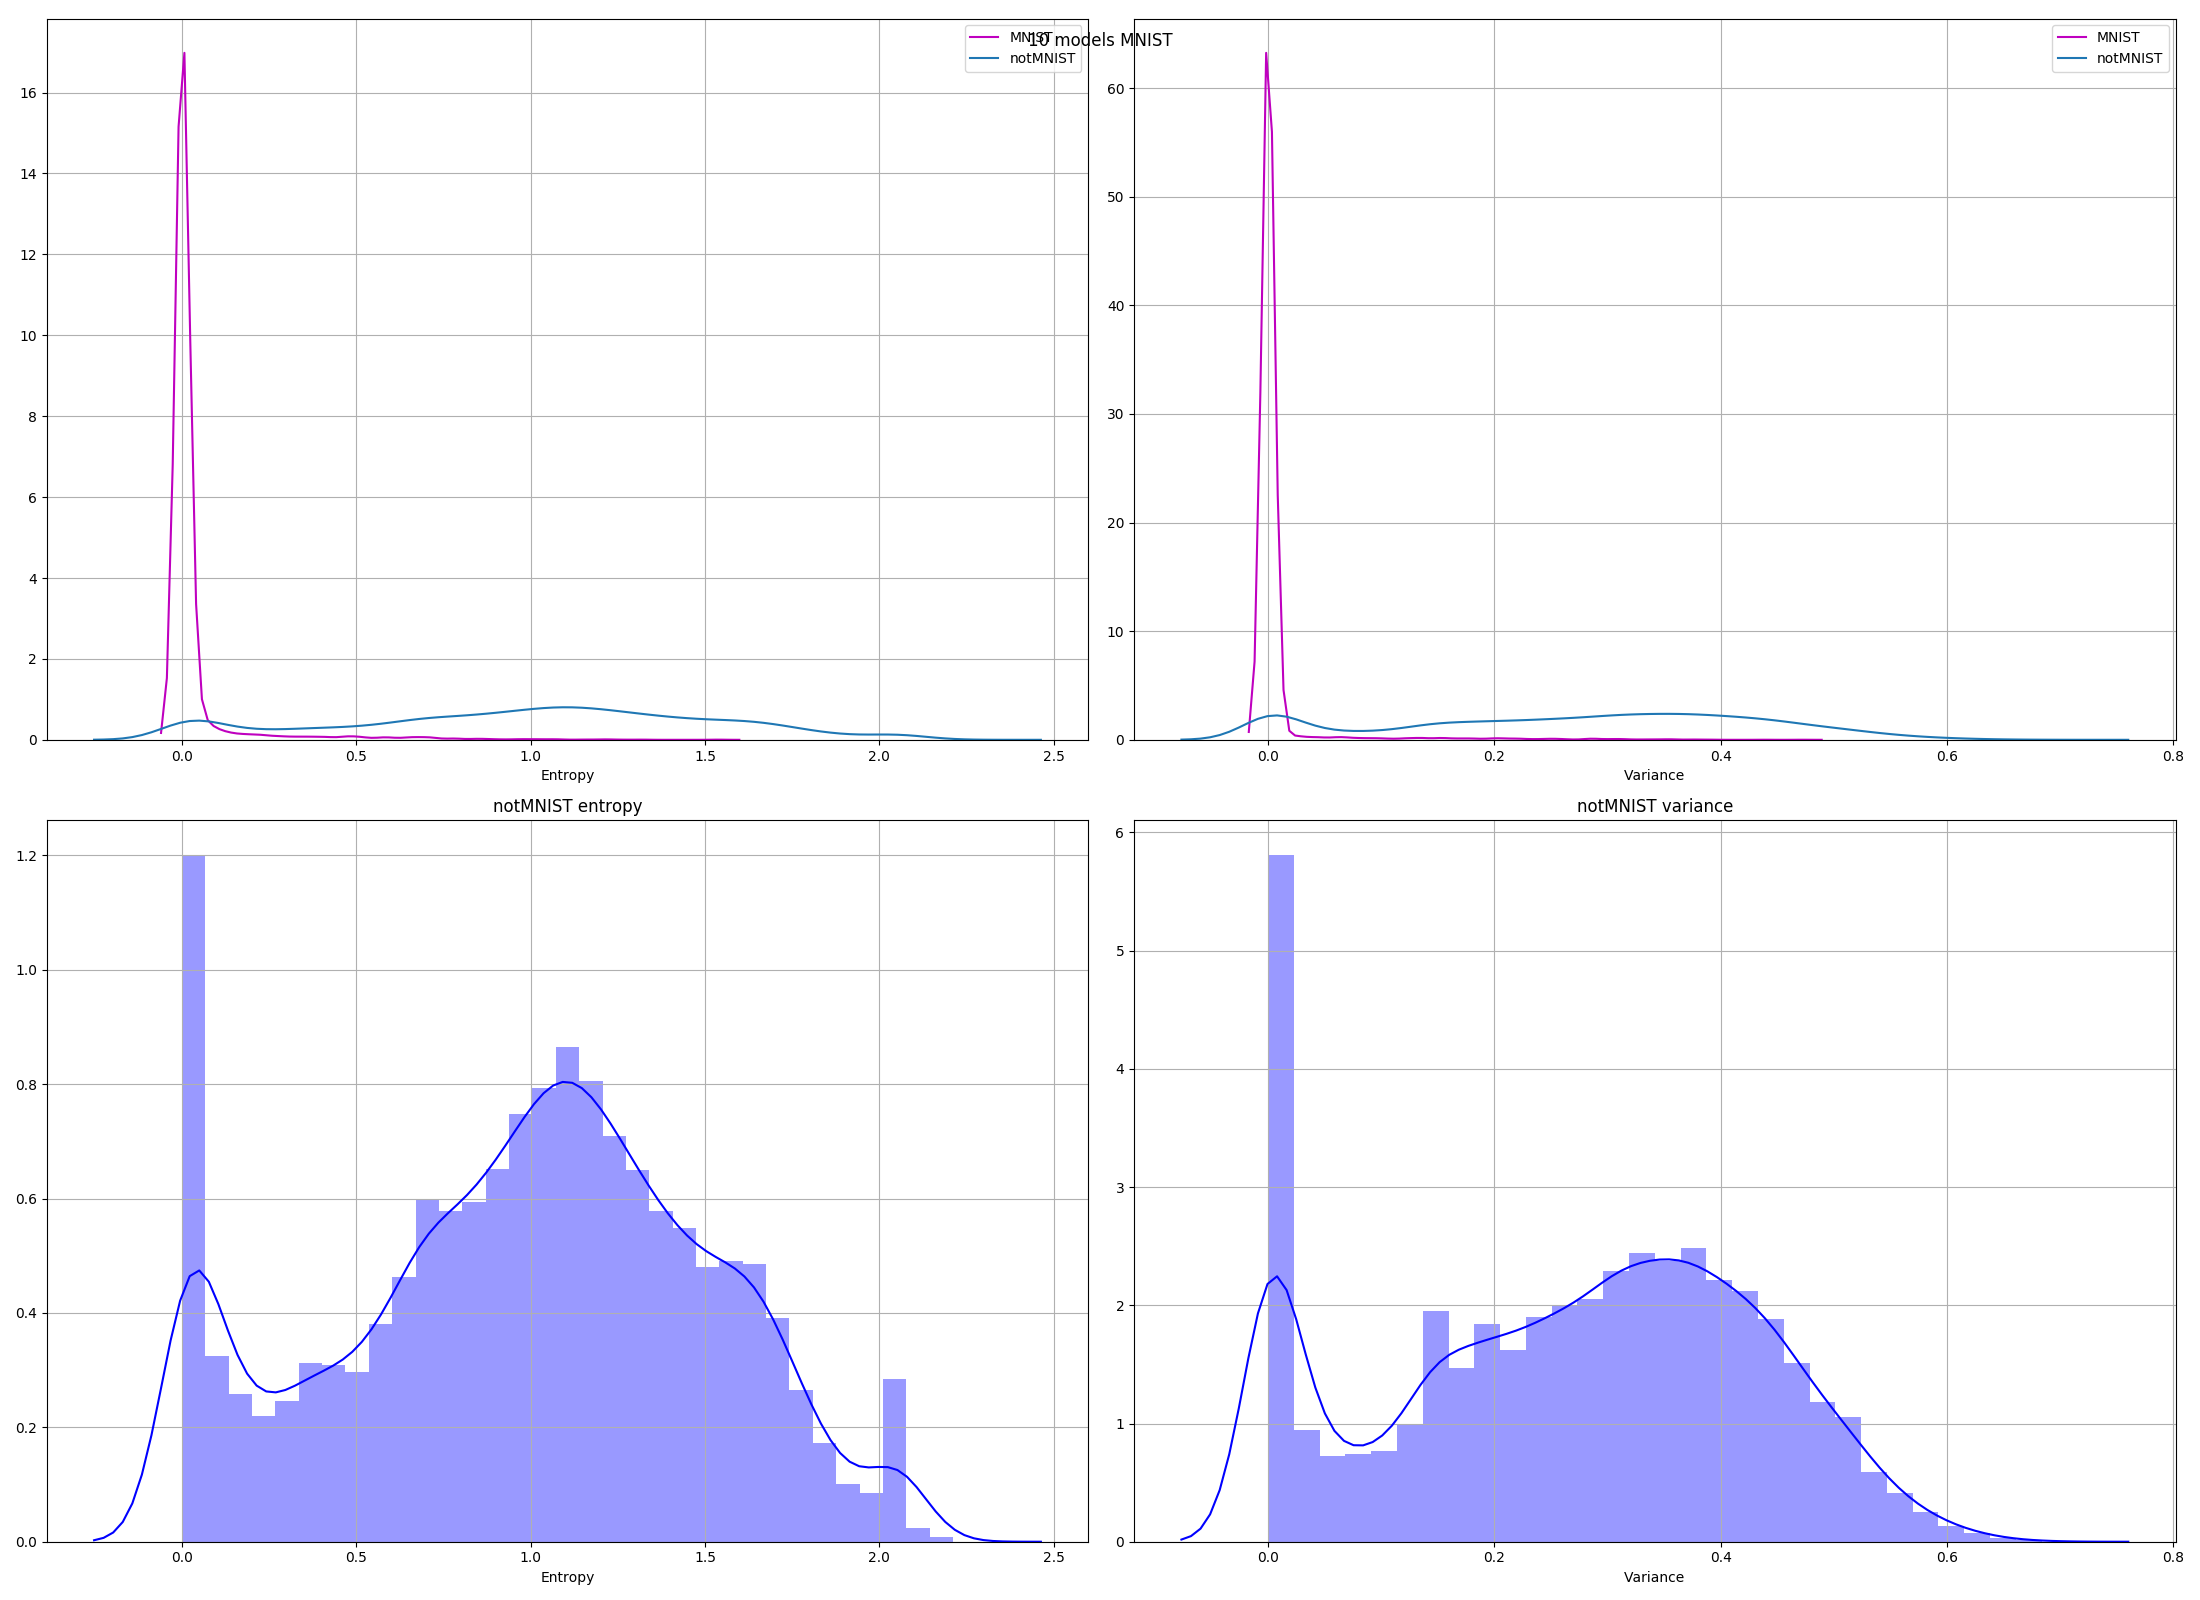 10 models MNIST
MNIST
notMNIST
16
14
12
10
8
6
4
2
0
0.0 0.5 1.0 1.5 2.0 2.5
Entropy
MNIST
notMNIST
60
50
40
30
20
10
0
0.0 0.2 0.4 0.6 0.8
Variance
notMNIST entropy
1.2
1.0
0.8
0.6
0.4
0.2
0.0
0.0 0.5 1.0 1.5 2.0 2.5
Entropy
notMNIST variance
6
5
4
3
2
1
0
0.0 0.2 0.4 0.6 0.8
Variance